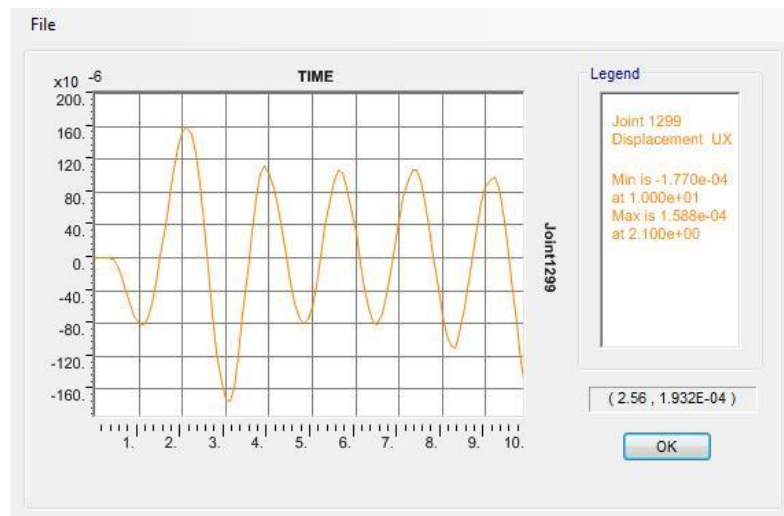 File
x10 -6
TIME
200.
160.
120.
80.
40.
0.
-40.
-80.
-120.
-160.
1. 2. 3. 4. 5. 6. 7. 8. 9. 10.
Joint1299
Legend
Joint 1299
Displacement UX
Min is -1.770e-04
at 1.000e+01
Max is 1.588e-04
at 2.100e+00
( 2.56 , 1.932E-04 )
OK